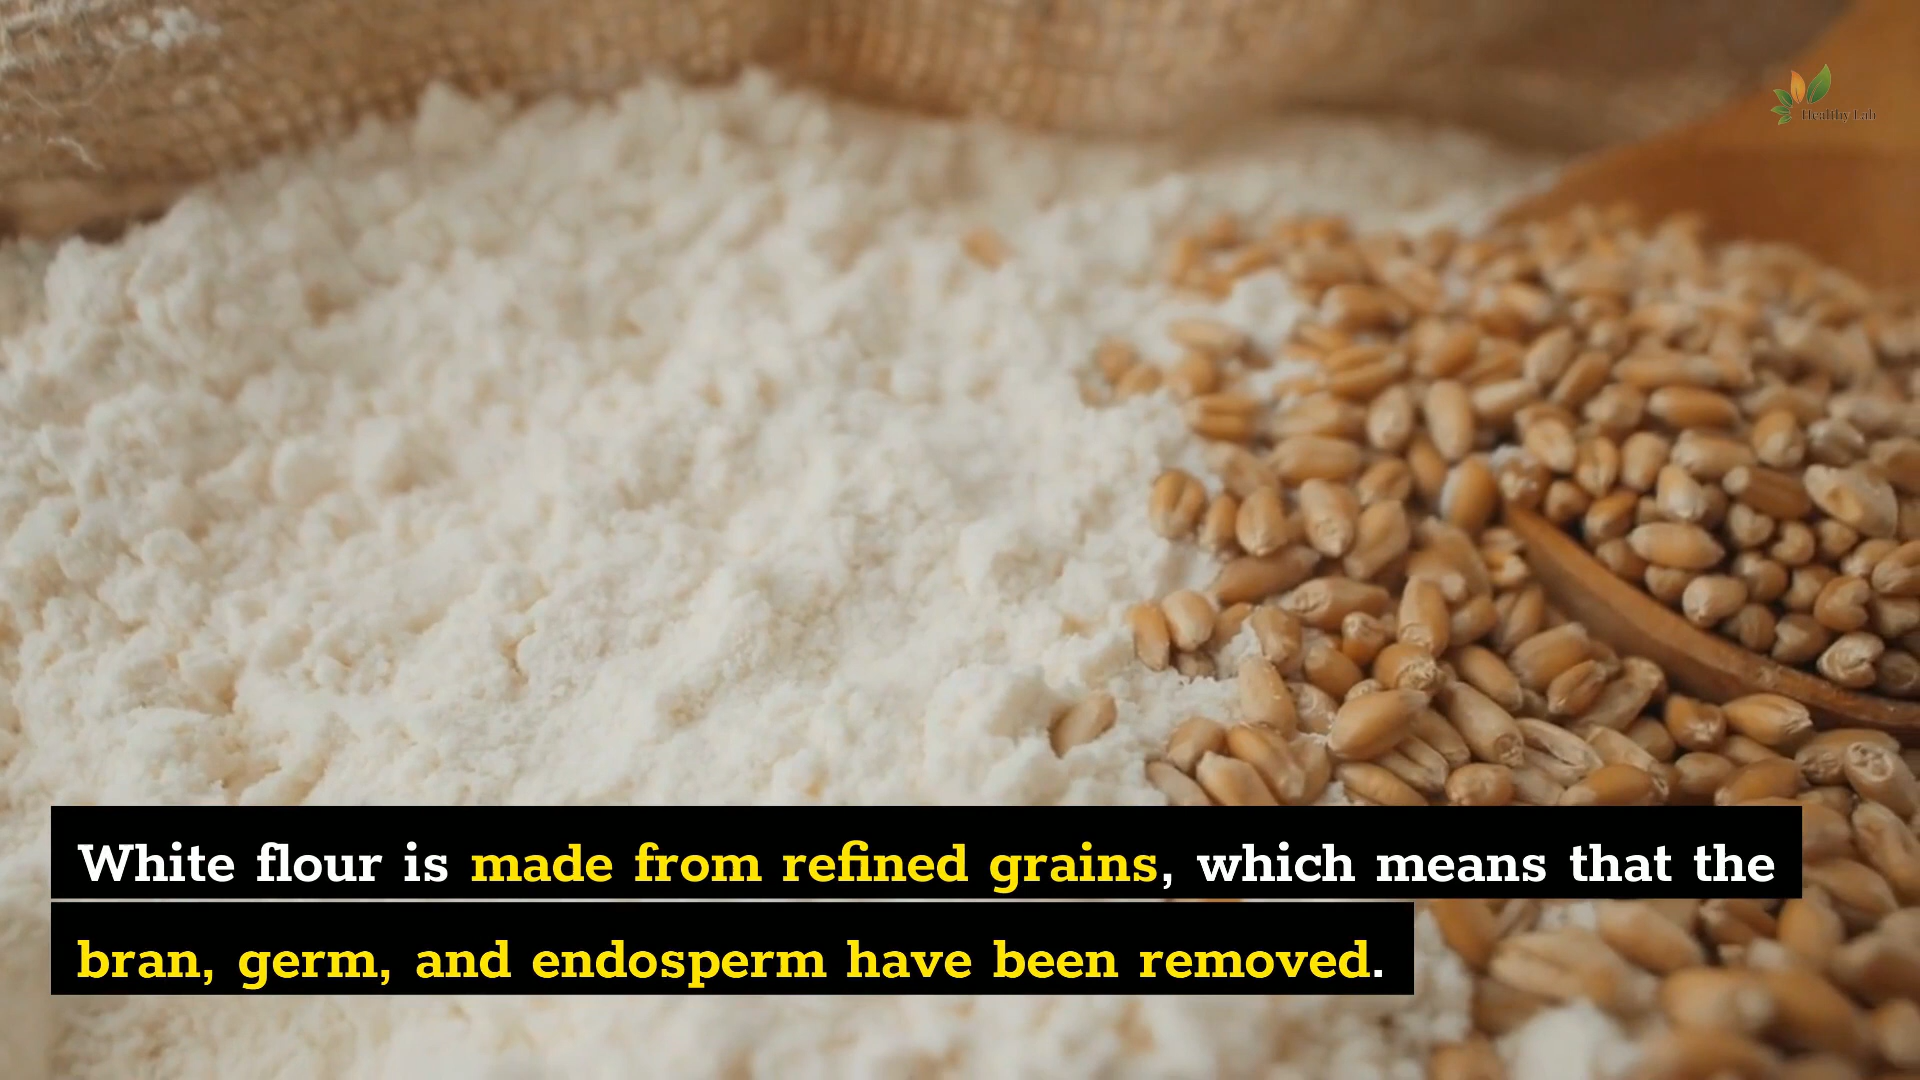 Healthy Lab
White flour is made from refined grains, which means that the
bran, germ, and endosperm have been removed.